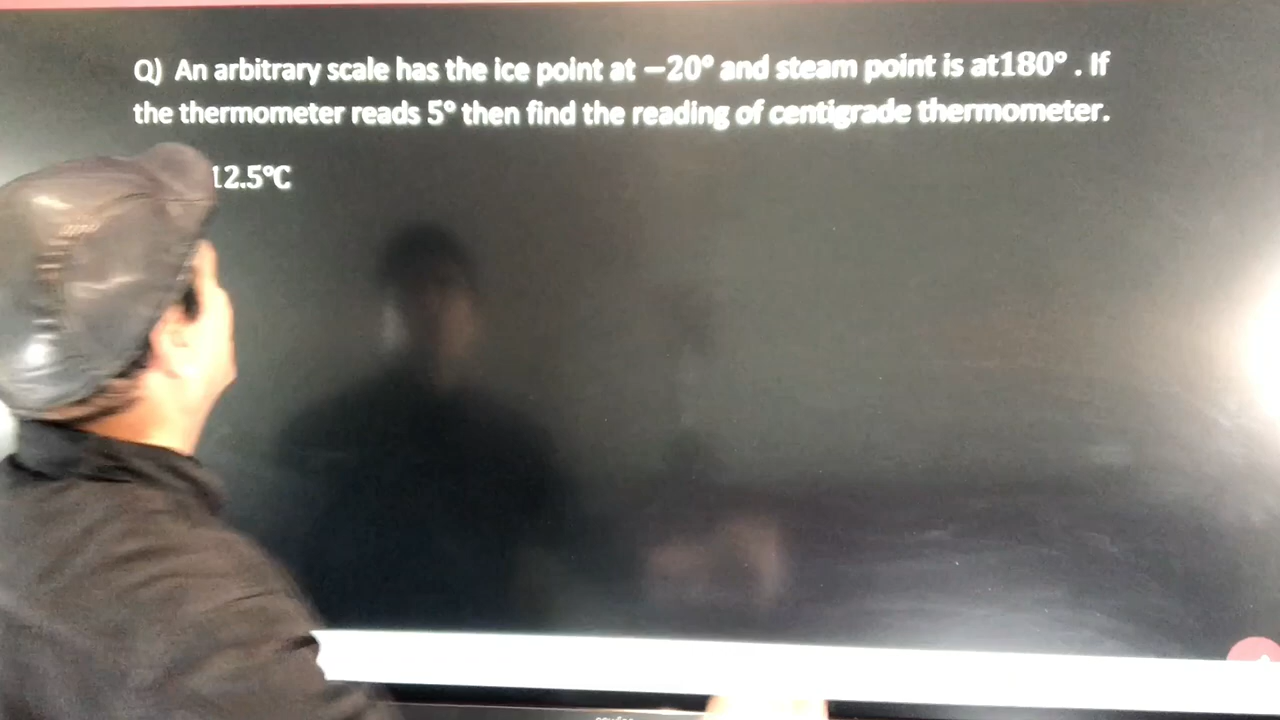 Q) An arbitrary scale has the ice point at −20° and steam point is at180° . If
the thermometer reads 5° then find the reading of centigrade thermometer.
12.5°C